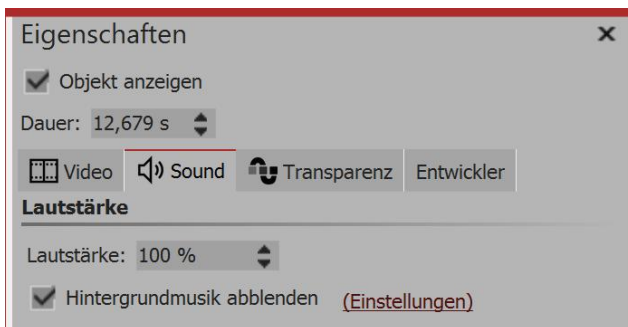 Eigenschaften
Objekt anzeigen
Dauer: 12,679 s
Video Sound Transparenz Entwickler
Lautstärke
Lautstärke: 100 %
Hintergrundmusik abblenden (Einstellungen)